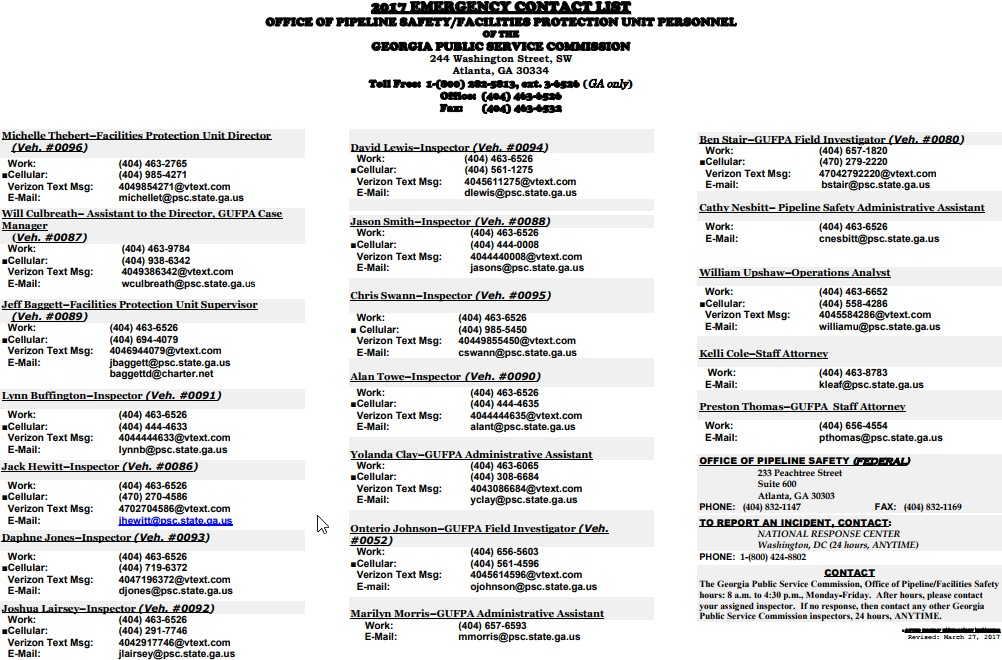 2017 EMERGENCY CONTACT LIST
OFFICE OF PIPELINE SAFETY/FACILITIES PROTECTION UNIT PERSONNEL
OF THE
GEORGIA PUBLIC SERVICE COMMISSION
244 Washington Street, SW
Atlanta, GA 30334
Toll Free: 1-(800) 282-5813, ext. 3-6526 (GA only)
Office: (404) 463-6526
Fax: (404) 463-6532
Michelle Thebert–Facilities Protection Unit Director
(Veh. #0096)
Work: (404) 463-2765
■Cellular: (404) 985-4271
Verizon Text Msg: 4049854271@vtext.com
E-Mail: michellet@psc.state.ga.us
Will Culbreath– Assistant to the Director, GUFPA Case
Manager
(Veh. #0087)
Work: (404) 463-9784
■Cellular: (404) 938-6342
Verizon Text Msg: 4049386342@vtext.com
E-Mail: wculbreath@psc.state.ga.us
Jeff Baggett–Facilities Protection Unit Supervisor
(Veh. #0089)
Work: (404) 463-6526
■Cellular: (404) 694-4079
Verizon Text Msg: 4046944079@vtext.com
E-Mail: jbaggett@psc.state.ga.us
baggettd@charter.net
Lynn Buffington–Inspector (Veh. #0091)
Work: (404) 463-6526
■Cellular: (404) 444-4633
Verizon Text Msg: 4044444633@vtext.com
E-Mail: lynnb@psc.state.ga.us
Jack Hewitt–Inspector (Veh. #0086)
Work: (404) 463-6526
■Cellular: (470) 270-4586
Verizon Text Msg: 4702704586@vtext.com
E-Mail: jhewitt@psc.state.ga.us
Daphne Jones–Inspector (Veh. #0093)
Work: (404) 463-6526
■Cellular: (404) 719-6372
Verizon Text Msg: 4047196372@vtext.com
E-Mail: djones@psc.state.ga.us
Joshua Lairsey–Inspector (Veh. #0092)
Work: (404) 463-6526
■Cellular: (404) 291-7746
Verizon Text Msg: 4042917746@vtext.com
E-Mail: jlairsey@psc.state.ga.us
David Lewis–Inspector (Veh. #0094)
Work: (404) 463-6526
■Cellular: (404) 561-1275
Verizon Text Msg: 4045611275@vtext.com
E-Mail: dlewis@psc.state.ga.us
Jason Smith–Inspector (Veh. #0088)
Work: (404) 463-6526
■Cellular: (404) 444-0008
Verizon Text Msg: 4044440008@vtext.com
E-Mail: jasons@psc.state.ga.us
Chris Swann–Inspector (Veh. #0095)
Work: (404) 463-6526
■ Cellular: (404) 985-5450
Verizon Text Msg: 40449855450@vtext.com
E-Mail: cswann@psc.state.ga.us
Alan Towe–Inspector (Veh. #0090)
Work: (404) 463-6526
■Cellular: (404) 444-4635
Verizon Text Msg: 4044444635@vtext.com
E-Mail: alant@psc.state.ga.us
Yolanda Clay–GUFPA Administrative Assistant
Work: (404) 463-6065
■Cellular: (404) 308-6684
Verizon Text Msg: 4043086684@vtext.com
E-Mail: yclay@psc.state.ga.us
Onterio Johnson–GUFPA Field Investigator (Veh.
#0052)
Work: (404) 656-5603
■Cellular: (404) 561-4596
Verizon Text Msg: 4045614596@vtext.com
E-mail: ojohnson@psc.state.ga.us
Marilyn Morris–GUFPA Administrative Assistant
Work: (404) 657-6593
E-Mail: mmorris@psc.state.ga.us
Ben Stair–GUFPA Field Investigator (Veh. #0080)
Work: (404) 657-1820
■Cellular: (470) 279-2220
Verizon Text Msg: 47042792220@vtext.com
E-mail: bstair@psc.state.ga.us
Cathy Nesbitt– Pipeline Safety Administrative Assistant
Work: (404) 463-6526
E-Mail: cnesbitt@psc.state.ga.us
William Upshaw–Operations Analyst
Work: (404) 463-6652
■Cellular: (404) 558-4286
Verizon Text Msg: 4045584286@vtext.com
E-Mail: williamu@psc.state.ga.us
Kelli Cole–Staff Attorney
Work: (404) 463-8783
E-Mail: kleaf@psc.state.ga.us
Preston Thomas–GUFPA Staff Attorney
Work: (404) 656-4554
E-Mail: pthomas@psc.state.ga.us
OFFICE OF PIPELINE SAFETY (FEDERAL)
233 Peachtree Street
Suite 600
Atlanta, GA 30303
PHONE: (404) 832-1147 FAX: (404) 832-1169
TO REPORT AN INCIDENT, CONTACT:
NATIONAL RESPONSE CENTER
Washington, DC (24 hours, ANYTIME)
PHONE: 1-(800) 424-8802
CONTACT
The Georgia Public Service Commission, Office of Pipeline/Facilities Safety
hours: 8 a.m. to 4:30 p.m., Monday-Friday. After hours, please contact
your assigned inspector. If no response, then contact any other Georgia
Public Service Commission inspectors, 24 hours, ANYTIME.
Revised: March 27, 2017